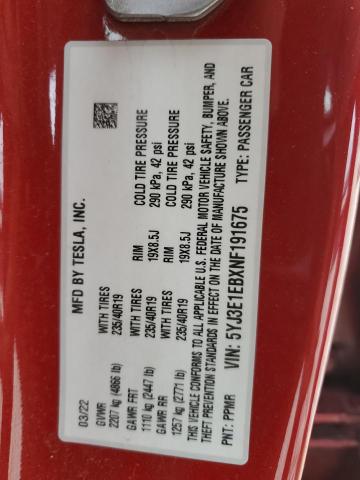 MFD BY TESLA, INC.
03/22
GVWR WITH TIRES RIM COLD TIRE PRESSURE
2207 kg (4866 lb) 235/40R19 19X8.5J 290 kPa, 42 psi
GAWR FRT WITH TIRES RIM COLD TIRE PRESSURE
1110 kg (2447 lb) 235/40R19 19X8.5J 290 kPa, 42 psi
GAWR RR
1257 kg (2771 lb)
THIS VEHICLE CONFORMS TO ALL APPLICABLE U.S. FEDERAL MOTOR VEHICLE SAFETY, BUMPER, AND
THEFT PREVENTION STANDARDS IN EFFECT ON THE DATE OF MANUFACTURE SHOWN ABOVE.
VIN: 5YJ3E1EBXNF191675 TYPE: PASSENGER CAR
PNT: PPMR